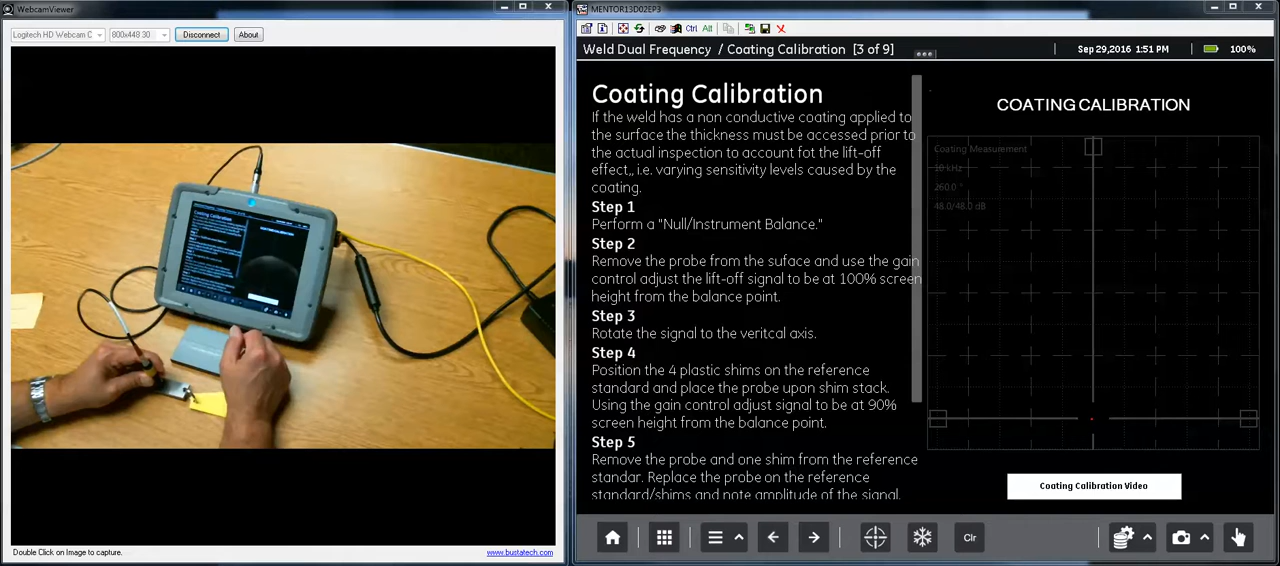 WebcamViewer
Logitech HD Webcam C
800x448 30
Disconnect
About
Double Click on Image to capture.
www.bustatech.com
MENTOR13D02EP3
Ctrl Alt
Weld Dual Frequency / Coating Calibration [3 of 9]
Sep 29,2016 1:51 PM
100%
Coating Calibration
If the weld has a non conductive coating applied to
the surface the thickness must be accessed prior to
the actual inspection to account fot the lift-off
effect,, i.e. varying sensitivity levels caused by the
coating.
Step 1
Perform a "Null/Instrument Balance."
Step 2
Remove the probe from the suface and use the gain
control adjust the lift-off signal to be at 100% screen
height from the balance point.
Step 3
Rotate the signal to the veritcal axis.
Step 4
Position the 4 plastic shims on the reference
standard and place the probe upon shim stack.
Using the gain control adjust signal to be at 90%
screen height from the balance point.
Step 5
Remove the probe and one shim from the reference
standar. Replace the probe on the reference
standard/shims and note amplitude of the signal.
COATING CALIBRATION
Coating Measurement
10 kHz
260.0 °
48.0/48.0 dB
Coating Calibration Video
Clr